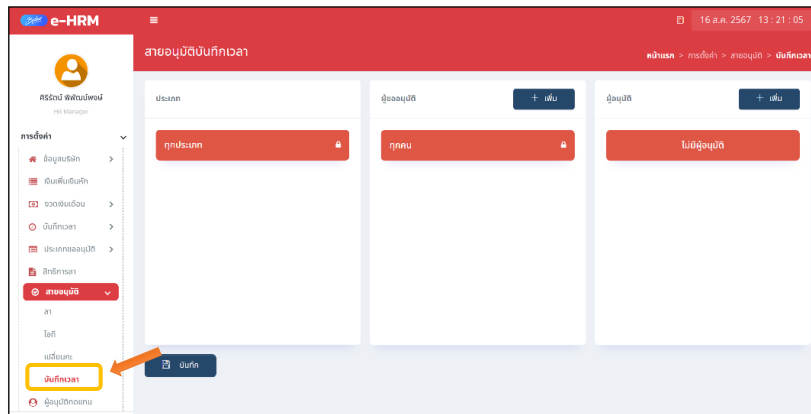 e-HRM
16 ส.ค. 2567 13 : 21 : 05
สายอนุมัติบันทึกเวลา
หน้าแรก > การตั้งค่า > สายอนุมัติ > บันทึกเวลา
ศิริรัตน์ พิพัฒน์พงษ์
HR Manager
การตั้งค่า
ข้อมูลบริษัท
เงินเพิ่มเงินหัก
งวดเงินเดือน
บันทึกเวลา
ประเภทขออนุมัติ
สิทธิการลา
สายอนุมัติ
ลา
โอที
เปลี่ยนกะ
บันทึกเวลา
ผู้อนุมัติทดแทน
ประเภท
ทุกประเภท
ผู้ขออนุมัติ
+ เพิ่ม
ทุกคน
ผู้อนุมัติ
+ เพิ่ม
ไม่มีผู้อนุมัติ
บันทึก